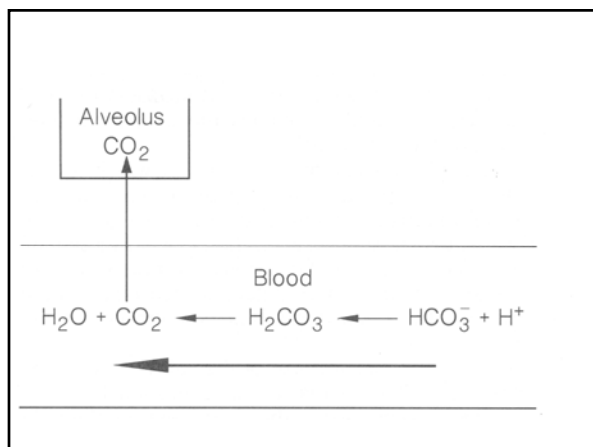 Alveolus
CO₂
Blood
H₂O + CO₂ ← H₂CO₃ ← HCO₃⁻ + H⁺